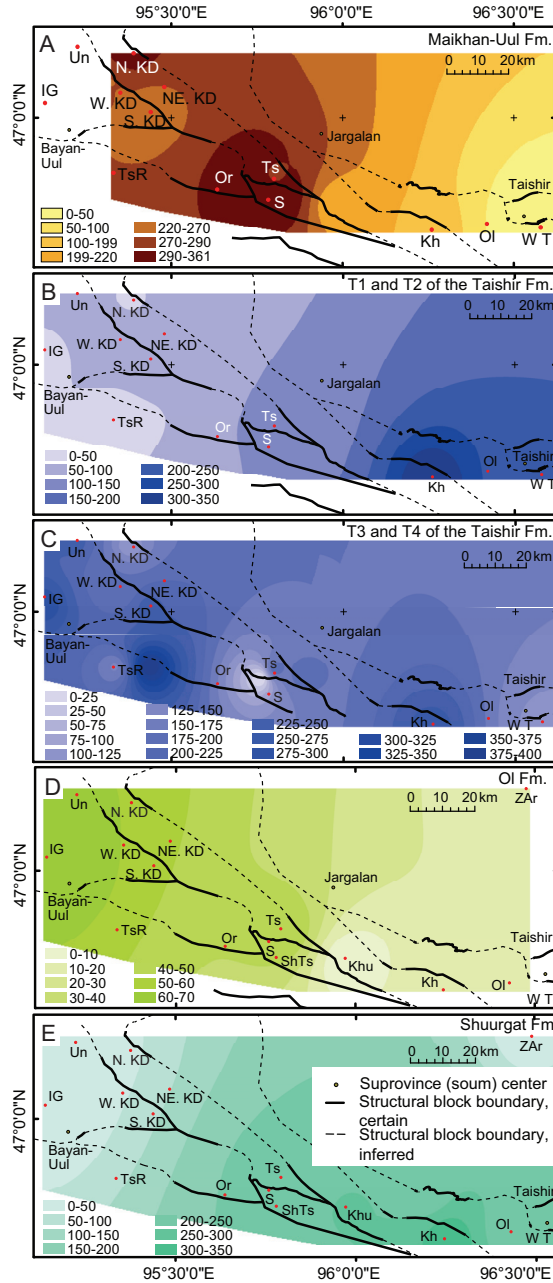 95°30'0"E 96°0'0"E 96°30'0"E
A
Maikhan-Uul Fm.
0 10 20 km
Un
N. KD
IG
W. KD
NE. KD
S. KD
47°0'0"N
Jargalan
Bayan-
Uul
TsR
Or
Ts
S
Taishir
Kh
Ol
W T
0-50
50-100
100-199
199-220
220-270
270-290
290-361
B
T1 and T2 of the Taishir Fm.
0 10 20 km
Un
N. KD
IG
W. KD
NE. KD
S. KD
47°0'0"N
Jargalan
Bayan-
Uul
TsR
Or
Ts
S
Taishir
Kh
Ol
W T
0-50
50-100
100-150
150-200
200-250
250-300
300-350
C
T3 and T4 of the Taishir Fm.
0 10 20 km
Un
N. KD
IG
W. KD
NE. KD
S. KD
47°0'0"N
Jargalan
Bayan-
Uul
TsR
Or
Ts
S
Taishir
Kh
Ol
W T
0-25
25-50
50-75
75-100
100-125
125-150
150-175
175-200
200-225
225-250
250-275
275-300
300-325
325-350
350-375
375-400
D
Ol Fm.
0 10 20 km
ZAr
Un
N. KD
IG
W. KD
NE. KD
S. KD
47°0'0"N
Jargalan
Bayan-
Uul
TsR
Or
Ts
S
ShTs
Khu
Taishir
Kh
Ol
W T
0-10
10-20
20-30
30-40
40-50
50-60
60-70
E
Shuurgat Fm.
0 10 20 km
ZAr
Un
N. KD
IG
W. KD
NE. KD
S. KD
47°0'0"N
Bayan-
Uul
TsR
Or
Ts
S
ShTs
Khu
Taishir
Kh
Ol
W T
Suprovince (soum) center
Structural block boundary,
certain
Structural block boundary,
inferred
0-50
50-100
100-150
150-200
200-250
250-300
300-350
95°30'0"E 96°0'0"E 96°30'0"E